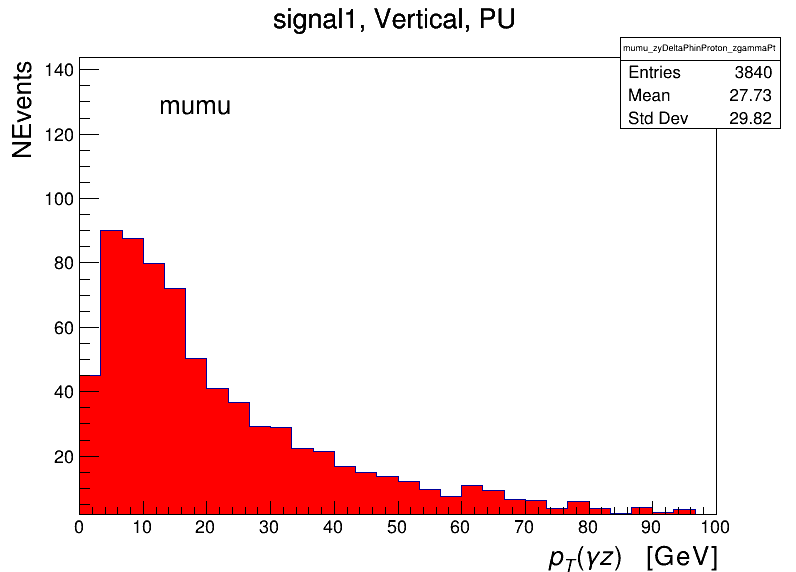 signal1, Vertical, PU
mumu_zyDeltaPhinProton_zgammaPt
Entries 3840
Mean 27.73
Std Dev 29.82
NEvents
mumu
140
120
100
80
60
40
20
0 10 20 30 40 50 60 70 80 90 100
p_T(γz) [GeV]